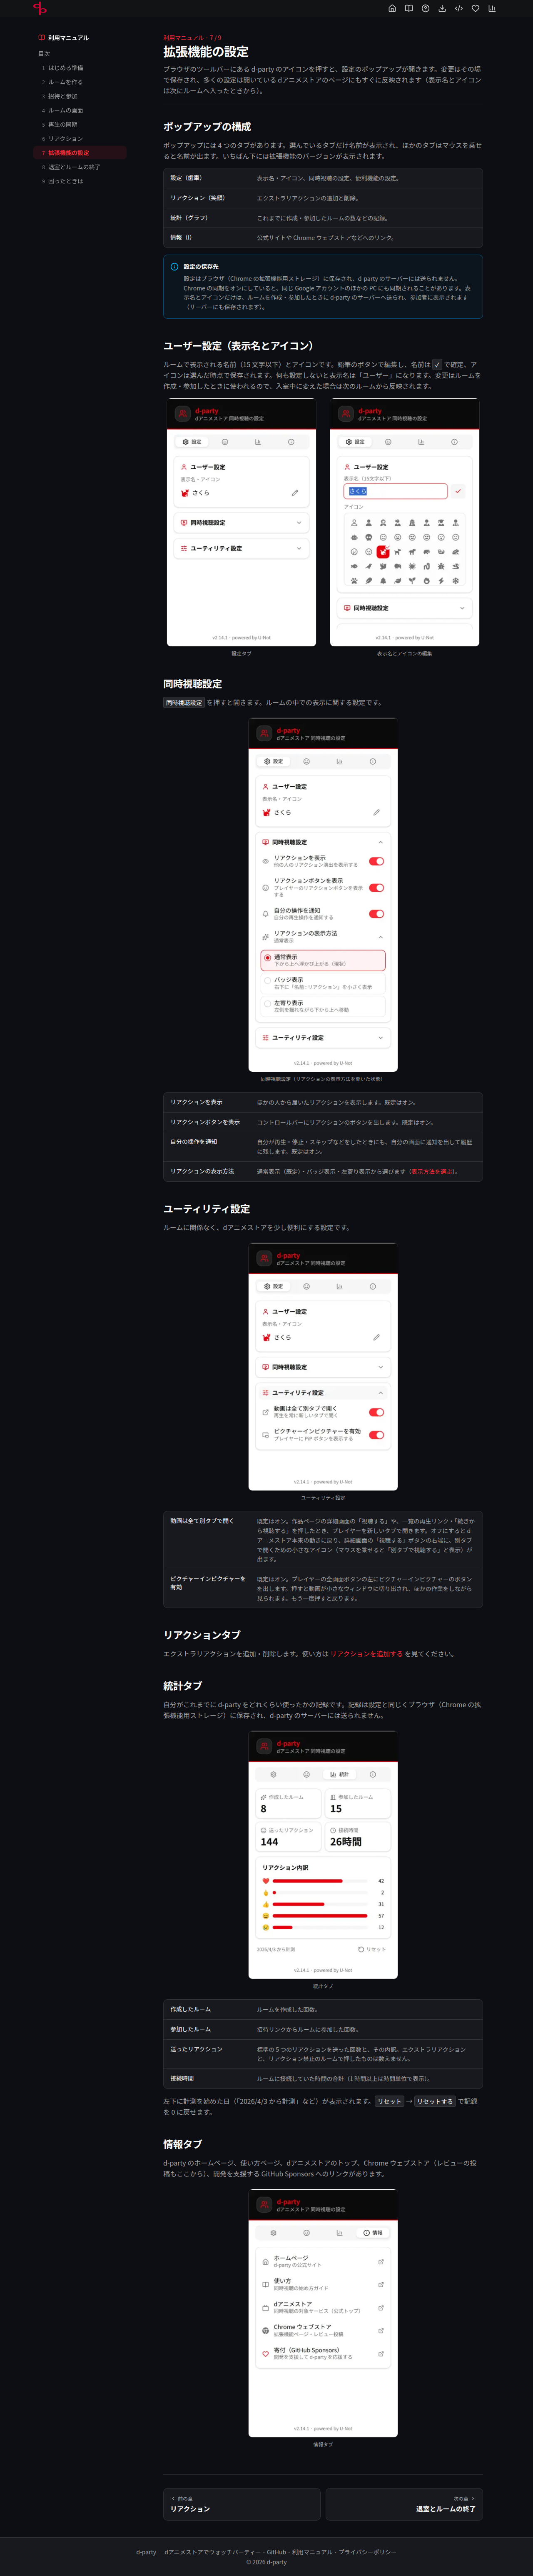 利用マニュアル
目次
1 はじめる準備
2 ルームを作る
3 招待と参加
4 ルームの画面
5 再生の同期
6 リアクション
7 拡張機能の設定
8 退室とルームの終了
9 困ったときは
利用マニュアル · 7 / 9
拡張機能の設定
ブラウザのツールバーにある d-party のアイコンを押すと、設定のポップアップが開きます。変更はその場
で保存され、多くの設定は開いている dアニメストアのページにもすぐに反映されます（表示名とアイコン
は次にルームへ入ったときから）。
ポップアップの構成
ポップアップには 4 つのタブがあります。選んでいるタブだけ名前が表示され、ほかのタブはマウスを乗せ
ると名前が出ます。いちばん下には拡張機能のバージョンが表示されます。
設定（歯車） 表示名・アイコン、同時視聴の設定、便利機能の設定。
リアクション（笑顔） エクストラリアクションの追加と削除。
統計（グラフ） これまでに作成・参加したルームの数などの記録。
情報（i） 公式サイトや Chrome ウェブストアなどへのリンク。
設定の保存先
設定はブラウザ（Chrome の拡張機能用ストレージ）に保存され、d-party のサーバーには送られません。
Chrome の同期をオンにしていると、同じ Google アカウントのほかの PC にも同期されることがあります。表
示名とアイコンだけは、ルームを作成・参加したときに d-party のサーバーへ送られ、参加者に表示されます
（サーバーにも保存されます）。
ユーザー設定（表示名とアイコン）
ルームで表示される名前（15 文字以下）とアイコンです。鉛筆のボタンで編集し、名前は ✓ で確定、ア
イコンは選んだ時点で保存されます。何も設定しないと表示名は「ユーザー」になります。変更はルームを
作成・参加したときに使われるので、入室中に変えた場合は次のルームから反映されます。
d-party
dアニメストア 同時視聴の設定
設定
ユーザー設定
表示名・アイコン
さくら
同時視聴設定
ユーティリティ設定
v2.14.1 · powered by U-Not
設定タブ
d-party
dアニメストア 同時視聴の設定
設定
ユーザー設定
表示名（15文字以下）
さくら
アイコン
同時視聴設定
v2.14.1 · powered by U-Not
表示名とアイコンの編集
同時視聴設定
同時視聴設定 を押すと開きます。ルームの中での表示に関する設定です。
d-party
dアニメストア 同時視聴の設定
設定
ユーザー設定
表示名・アイコン
さくら
同時視聴設定
リアクションを表示
他の人のリアクション演出を表示する
リアクションボタンを表示
プレイヤーのリアクションボタンを表示
する
自分の操作を通知
自分の再生操作を通知する
リアクションの表示方法
通常表示
通常表示
下から上へ浮かび上がる（現状）
バッジ表示
右下に「名前 : リアクション」を小さく表示
左寄り表示
左側を揺れながら下から上へ移動
ユーティリティ設定
v2.14.1 · powered by U-Not
同時視聴設定（リアクションの表示方法を開いた状態）
リアクションを表示 ほかの人から届いたリアクションを表示します。既定はオン。
リアクションボタンを表示 コントロールバーにリアクションのボタンを出します。既定はオン。
自分の操作を通知 自分が再生・停止・スキップなどをしたときにも、自分の画面に通知を出して履歴
に残します。既定はオン。
リアクションの表示方法 通常表示（既定）・バッジ表示・左寄り表示から選びます（表示方法を選ぶ）。
ユーティリティ設定
ルームに関係なく、dアニメストアを少し便利にする設定です。
d-party
dアニメストア 同時視聴の設定
設定
ユーザー設定
表示名・アイコン
さくら
同時視聴設定
ユーティリティ設定
動画は全て別タブで開く
再生を常に新しいタブで開く
ピクチャーインピクチャーを有効
プレイヤーに PiP ボタンを表示する
v2.14.1 · powered by U-Not
ユーティリティ設定
動画は全て別タブで開く 既定はオン。作品ページの詳細画面の「視聴する」や、一覧の再生リンク・「続きか
ら視聴する」を押したとき、プレイヤーを新しいタブで開きます。オフにすると d
アニメストア本来の動きに戻り、詳細画面の「視聴する」ボタンの右端に、別タブ
で開くための小さなアイコン（マウスを乗せると「別タブで視聴する」と表示）が
出ます。
ピクチャーインピクチャーを
有効 既定はオン。プレイヤーの全画面ボタンの左にピクチャーインピクチャーのボタン
を出します。押すと動画が小さなウィンドウに切り出され、ほかの作業をしながら
見られます。もう一度押すと戻ります。
リアクションタブ
エクストラリアクションを追加・削除します。使い方は リアクションを追加する を見てください。
統計タブ
自分がこれまでに d-party をどれくらい使ったかの記録です。記録は設定と同じくブラウザ（Chrome の拡
張機能用ストレージ）に保存され、d-party のサーバーには送られません。
d-party
dアニメストア 同時視聴の設定
統計
作成したルーム
8
参加したルーム
15
送ったリアクション
144
接続時間
26時間
リアクション内訳
42
2
31
57
12
2026/4/3 から計測 リセット
v2.14.1 · powered by U-Not
統計タブ
作成したルーム ルームを作成した回数。
参加したルーム 招待リンクからルームに参加した回数。
送ったリアクション 標準の 5 つのリアクションを送った回数と、その内訳。エクストラリアクション
と、リアクション禁止のルームで押したものは数えません。
接続時間 ルームに接続していた時間の合計（1 時間以上は時間単位で表示）。
左下に計測を始めた日（「2026/4/3 から計測」など）が表示されます。リセット → リセットする で記録
を 0 に戻せます。
情報タブ
d-party のホームページ、使い方ページ、dアニメストアのトップ、Chrome ウェブストア（レビューの投
稿もここから）、開発を支援する GitHub Sponsors へのリンクがあります。
d-party
dアニメストア 同時視聴の設定
情報
ホームページ
d-party の公式サイト
使い方
同時視聴の始め方ガイド
dアニメストア
同時視聴の対象サービス（公式トップ）
Chrome ウェブストア
拡張機能ページ・レビュー投稿
寄付（GitHub Sponsors）
開発を支援して d-party を応援する
v2.14.1 · powered by U-Not
情報タブ
前の章
リアクション
次の章
退室とルームの終了
d-party — dアニメストアでウォッチパーティー · GitHub · 利用マニュアル · プライバシーポリシー
© 2026 d-party